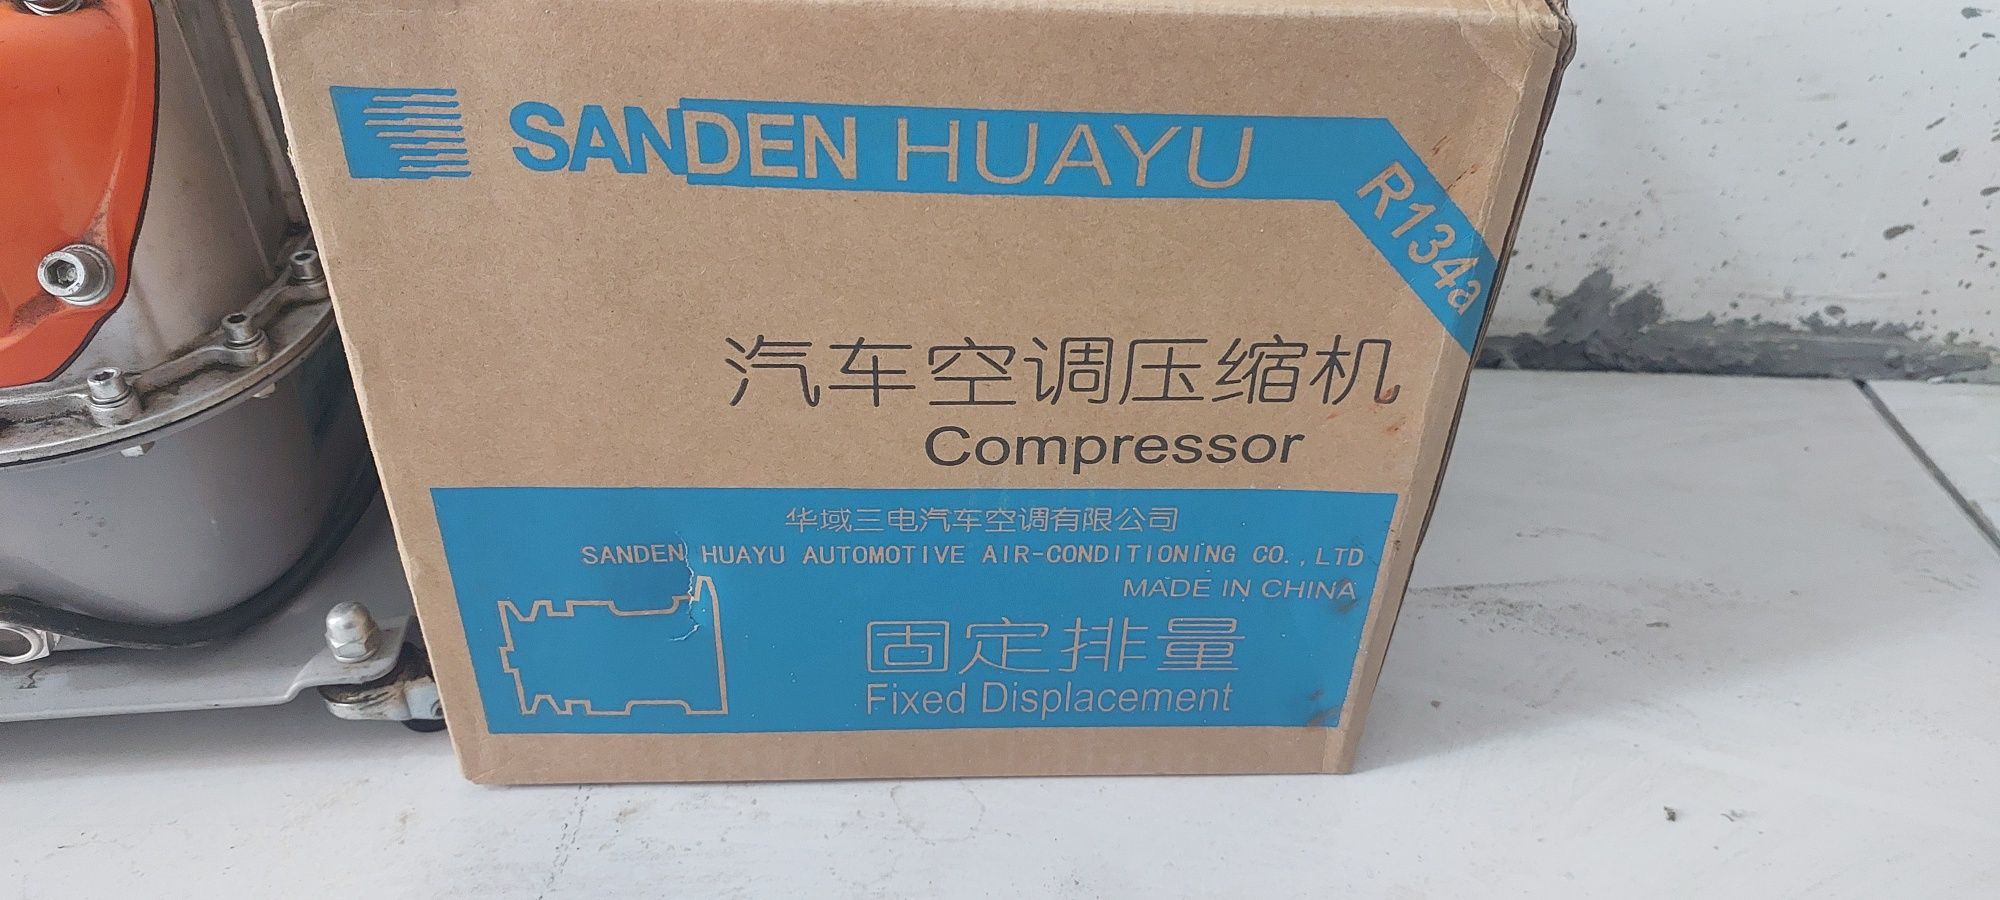 SANDEN HUAYU
R134a
汽车空调压缩机
Compressor
华域三电汽车空调有限公司
SANDEN HUAYU AUTOMOTIVE AIR-CONDITIONING CO.,LTD
MADE IN CHINA
固定排量
Fixed Displacement